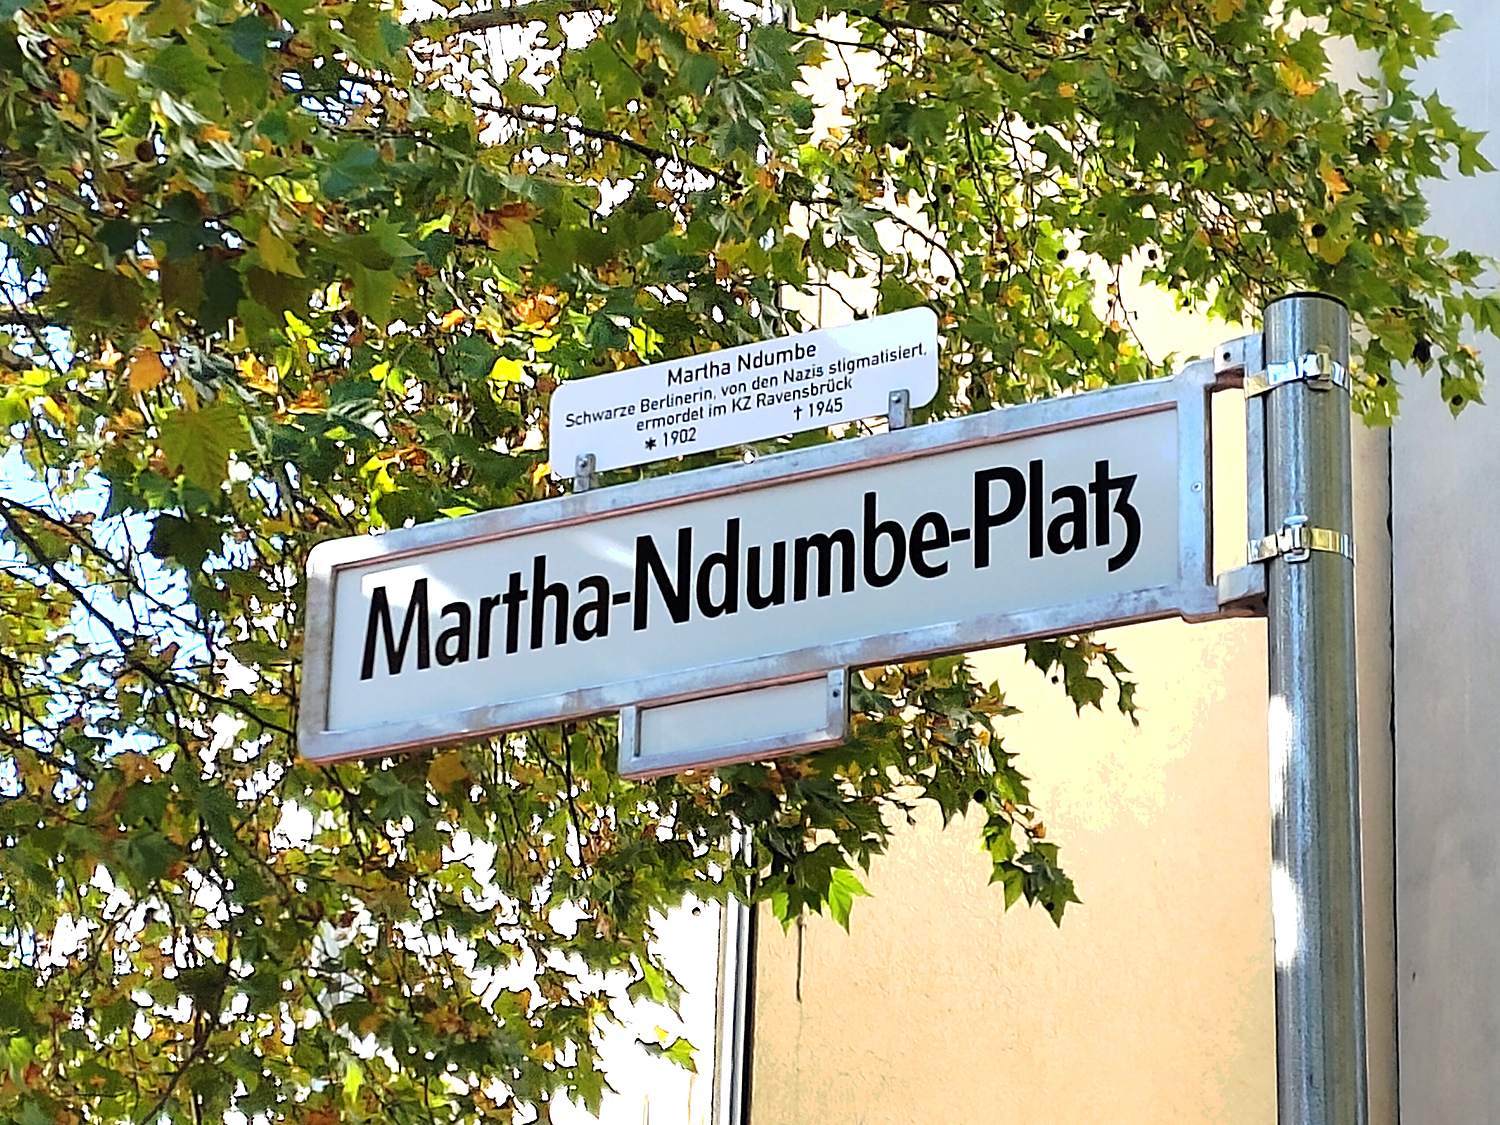 Martha Ndumbe
Schwarze Berlinerin, von den Nazis stigmatisiert,
ermordet im KZ Ravensbrück
* 1902 † 1945
Martha-Ndumbe-Platz